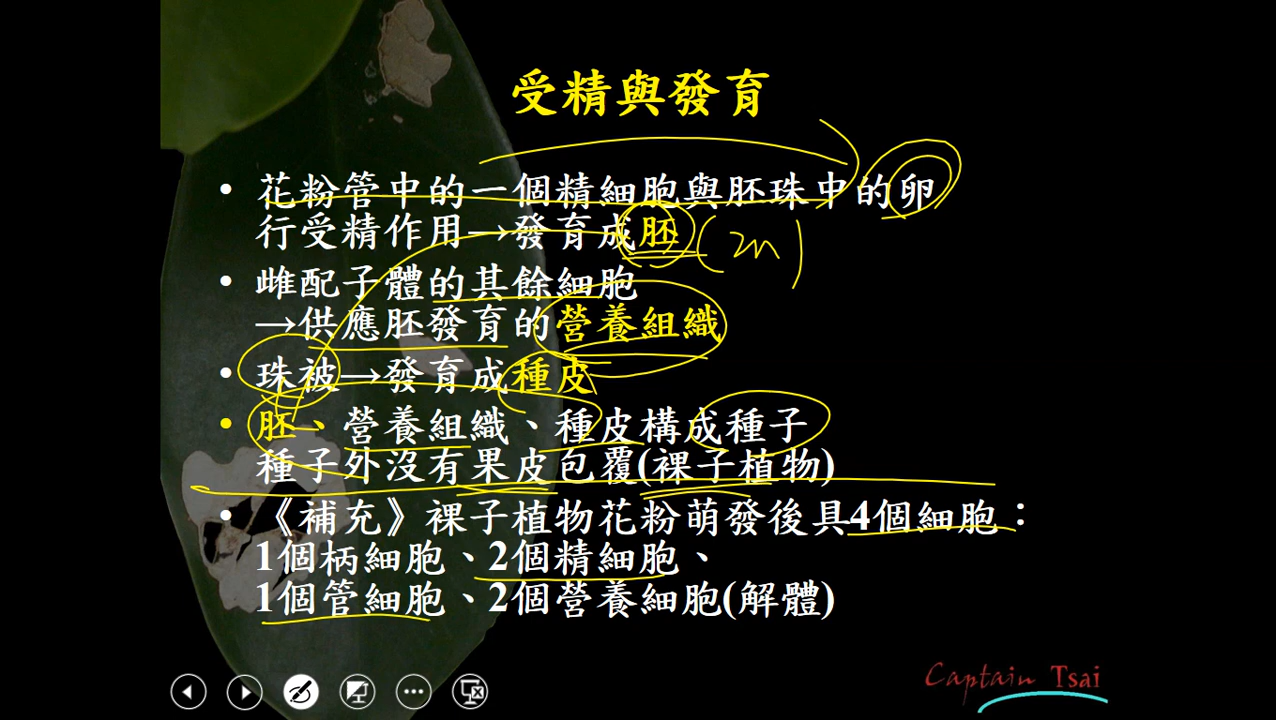 受精與發育
• 花粉管中的一個精細胞與胚珠中的卵
行受精作用→發育成胚(2n)
• 雌配子體的其餘細胞
→供應胚發育的營養組織
• 珠被→發育成種皮
• 胚、營養組織、種皮構成種子
種子外沒有果皮包覆(裸子植物)
• 《補充》裸子植物花粉萌發後具4個細胞：
1個柄細胞、2個精細胞、
1個管細胞、2個營養細胞(解體)
Captain Tsai